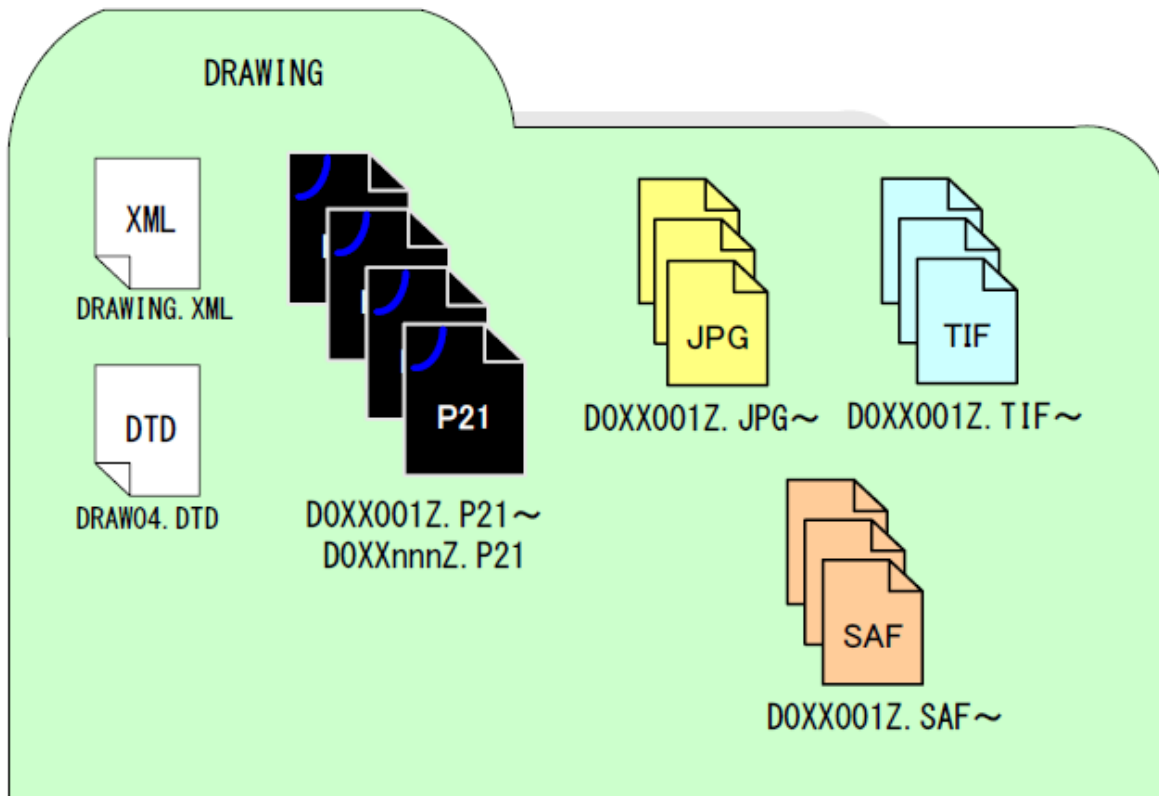 DRAWING
XML
DRAWING.XML
DTD
DRAW04.DTD
P21
D0XX001Z.P21～
D0XXnnnZ.P21
JPG
D0XX001Z.JPG～
TIF
D0XX001Z.TIF～
SAF
D0XX001Z.SAF～